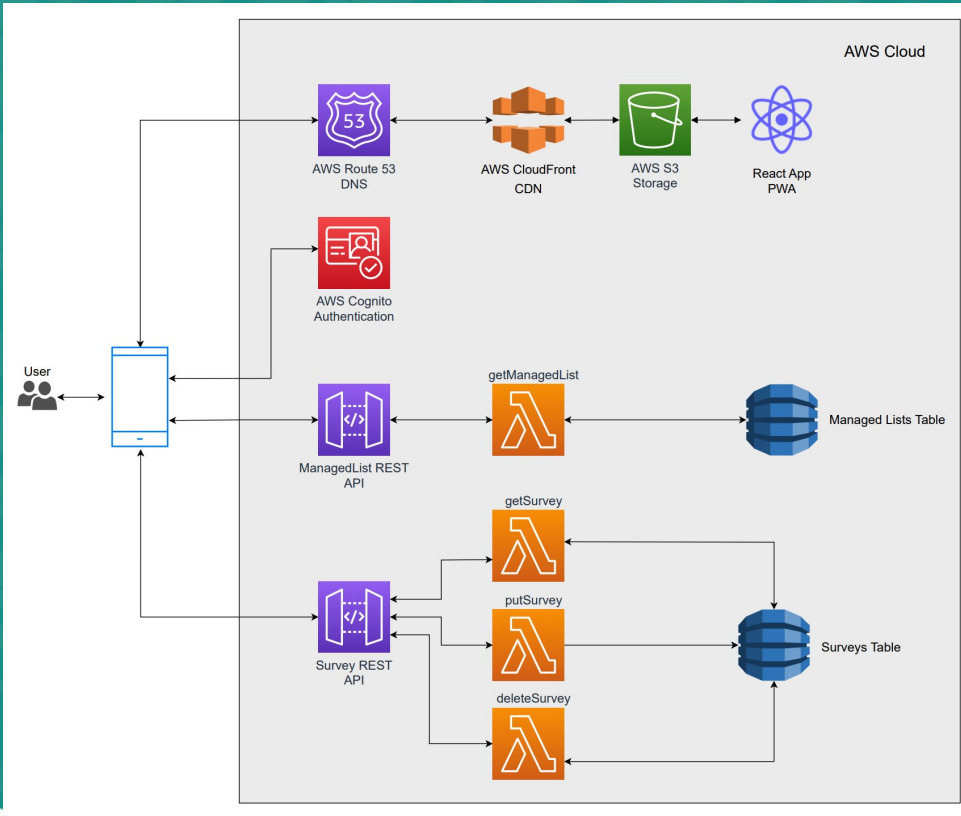 AWS Cloud
53
AWS Route 53
DNS
AWS CloudFront
CDN
AWS S3
Storage
React App
PWA
AWS Cognito
Authentication
User
getManagedList
</>
ManagedList REST
API
Managed Lists Table
getSurvey
putSurvey
</>
Survey REST
API
Surveys Table
deleteSurvey